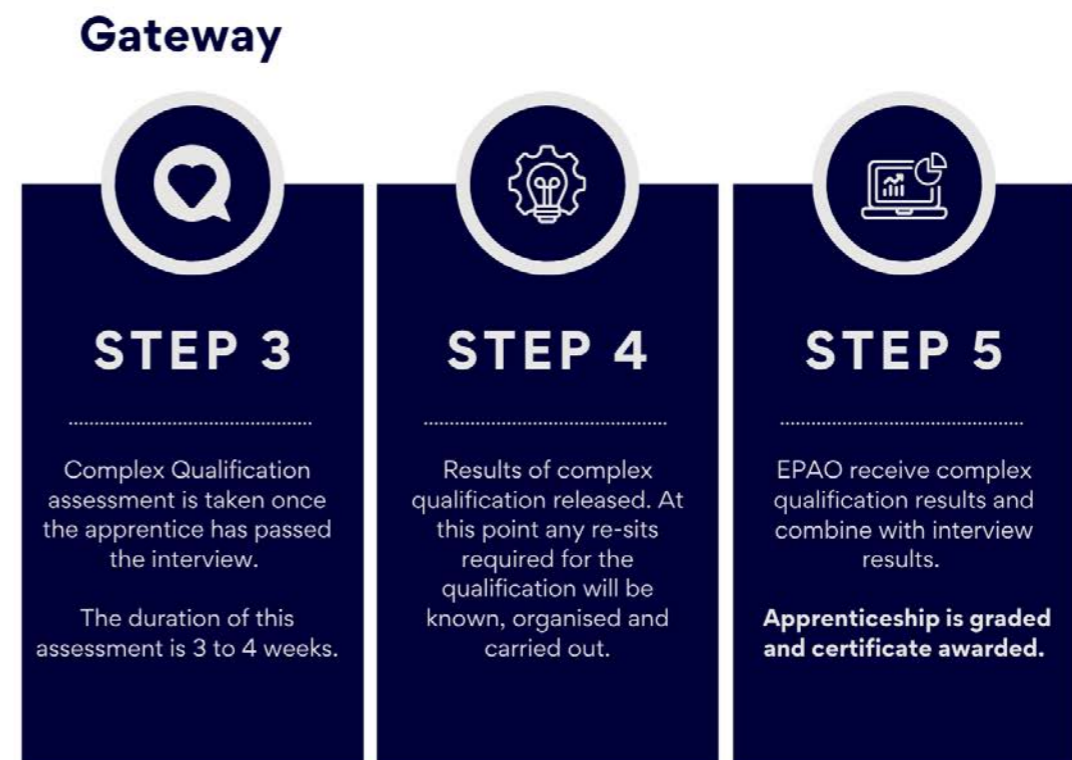 Gateway
STEP 3
Complex Qualification
assessment is taken once
the apprentice has passed
the interview.
The duration of this
assessment is 3 to 4 weeks.
STEP 4
Results of complex
qualification released. At
this point any re-sits
required for the
qualification will be
known, organised and
carried out.
STEP 5
EPAO receive complex
qualification results and
combine with interview
results.
Apprenticeship is graded
and certificate awarded.